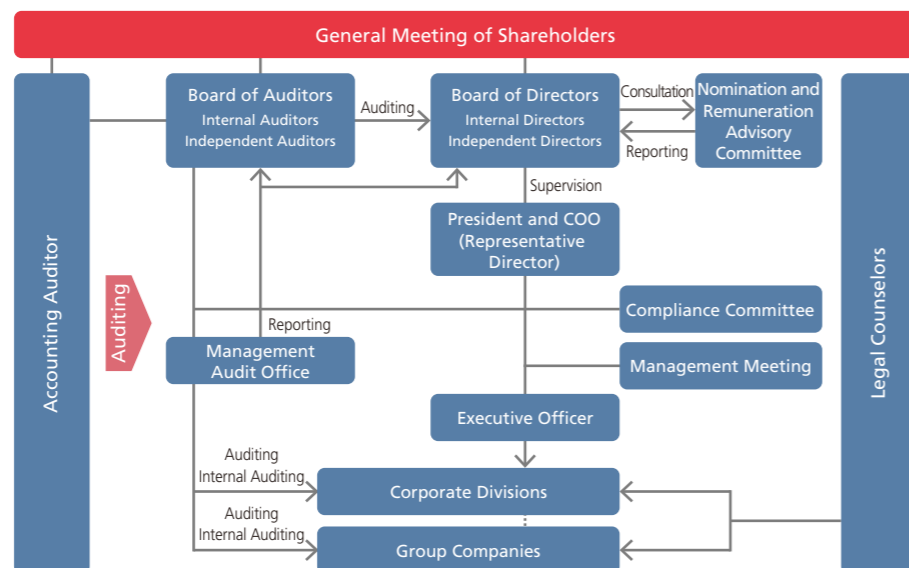 General Meeting of Shareholders
Accounting Auditor
Board of Auditors
Internal Auditors
Independent Auditors
Auditing
Board of Directors
Internal Directors
Independent Directors
Consultation
Reporting
Nomination and
Remuneration
Advisory
Committee
Legal Counselors
Supervision
President and COO
(Representative
Director)
Auditing
Reporting
Management
Audit Office
Compliance Committee
Management Meeting
Executive Officer
Auditing
Internal Auditing
Corporate Divisions
Auditing
Internal Auditing
Group Companies